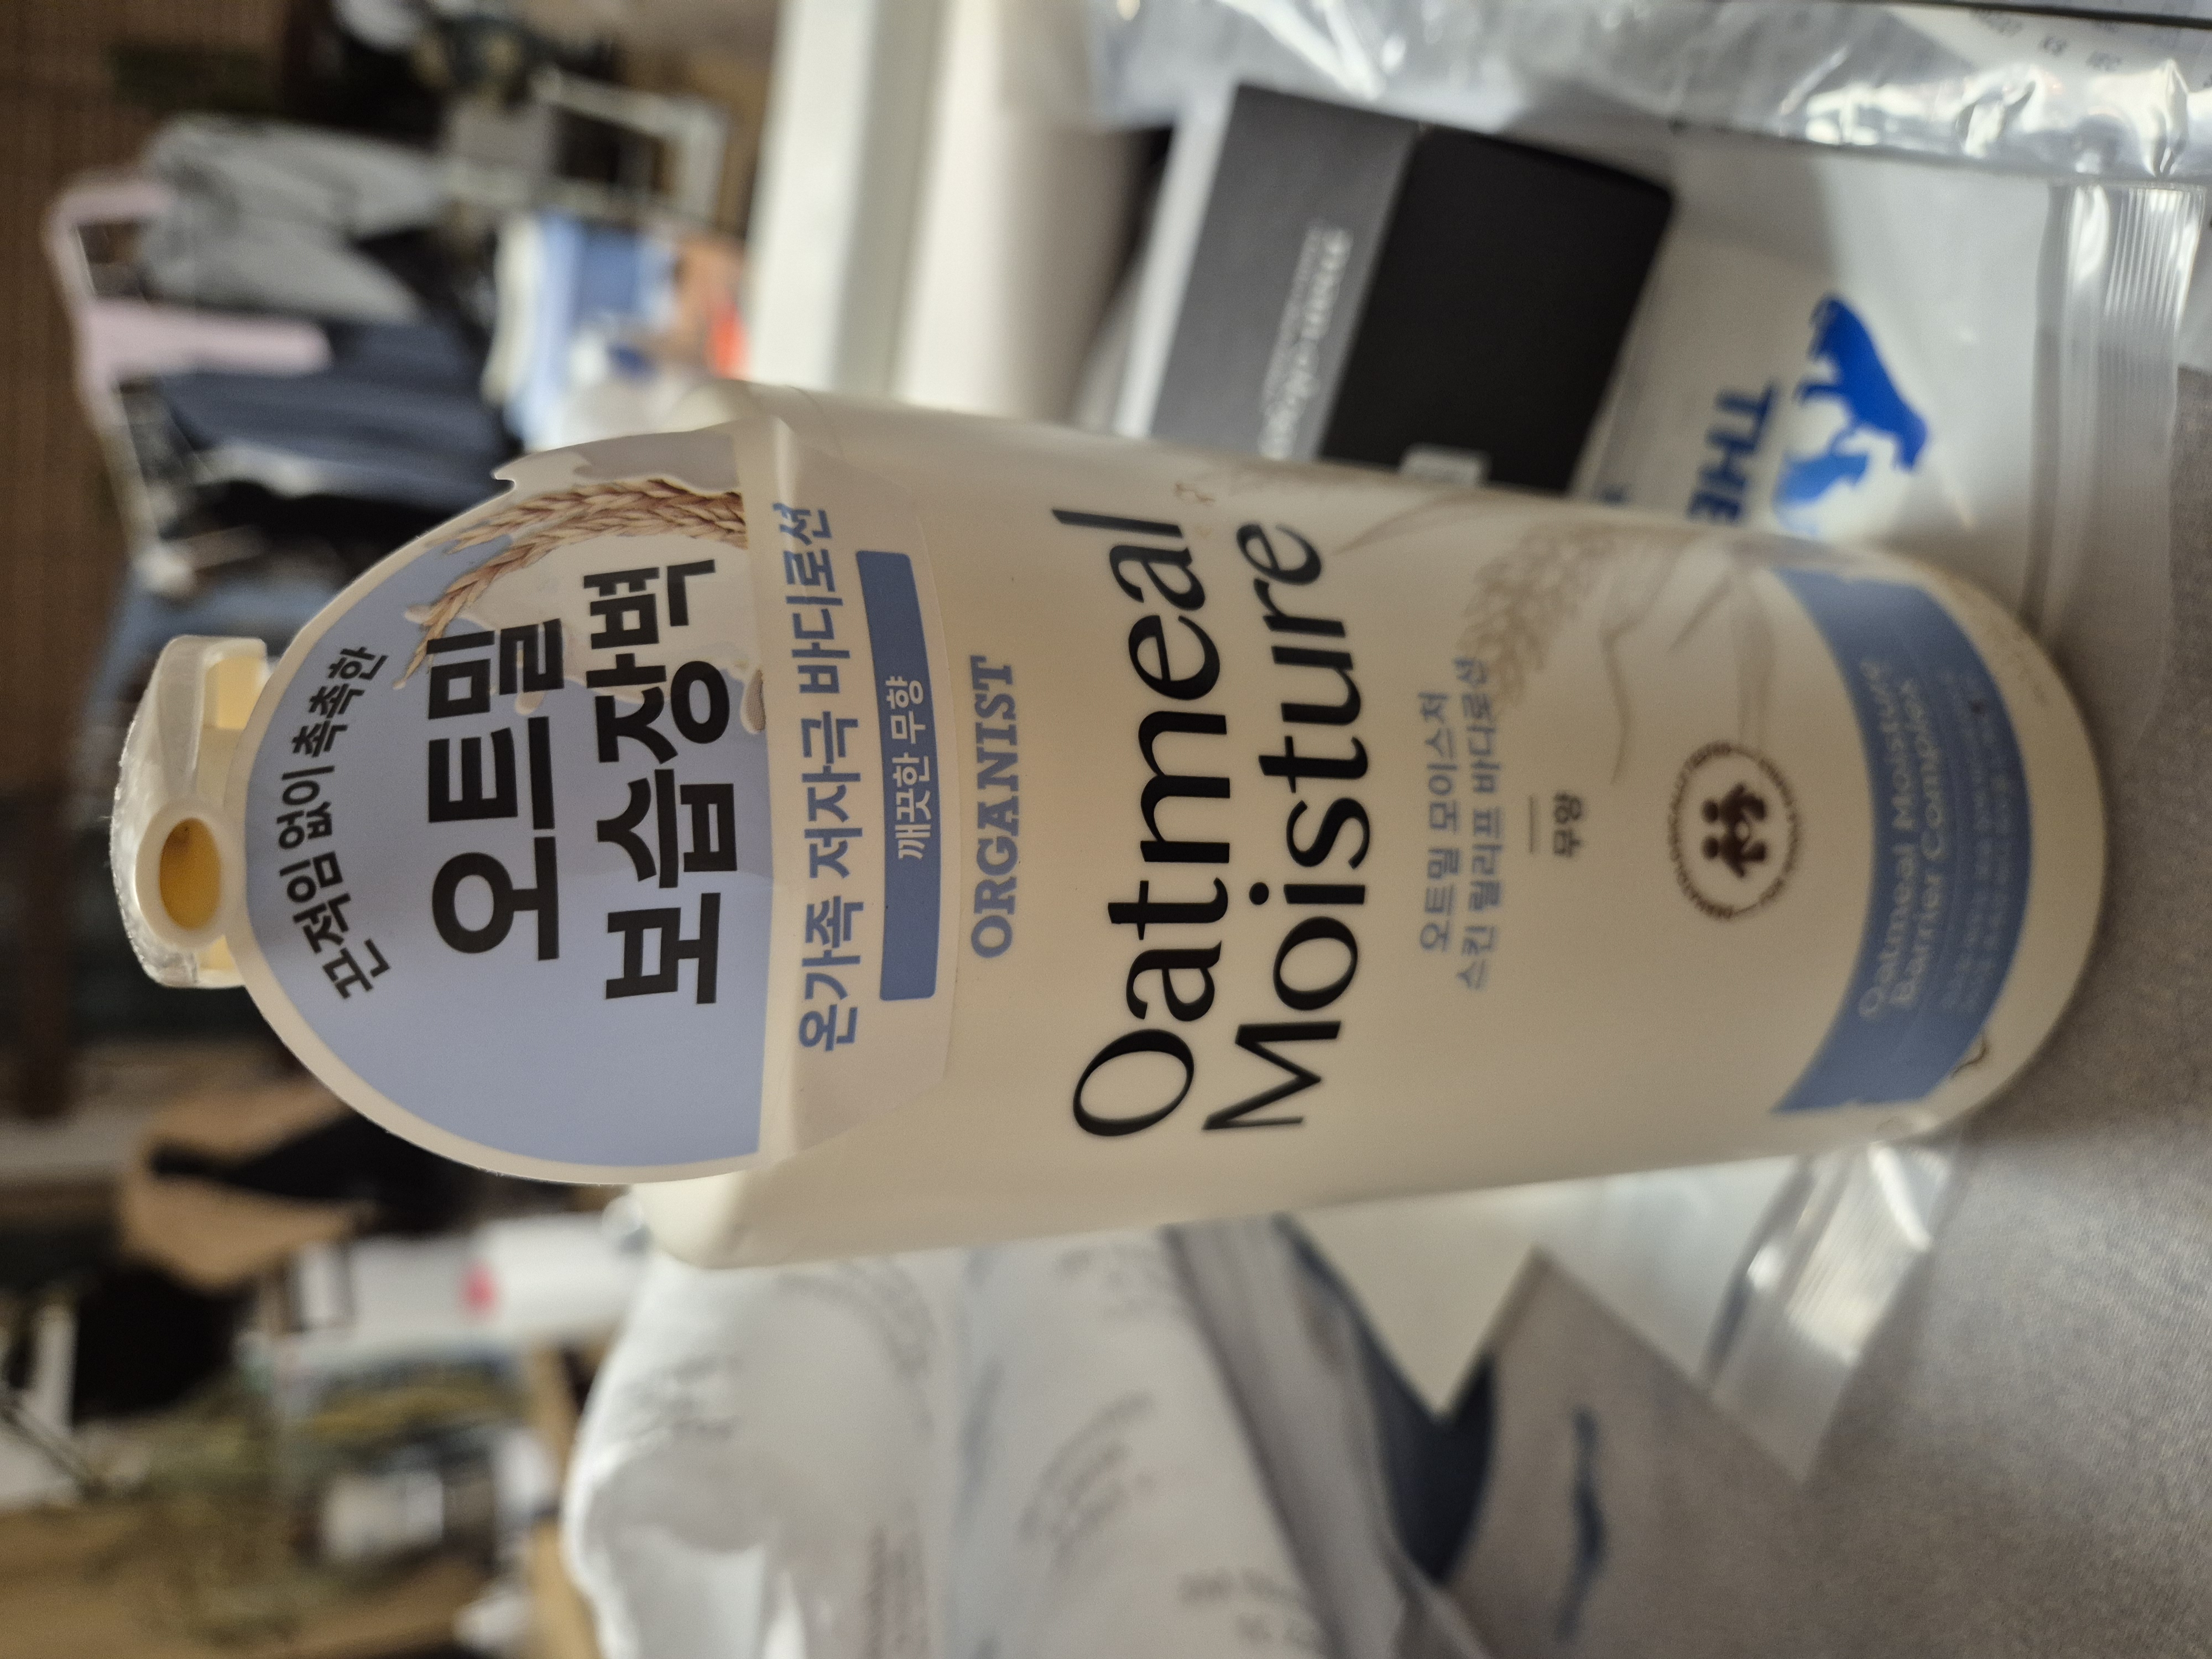 끈적임 없이 촉촉한
오트밀
보습장벽
온가족 저자극 바디로션
깨끗한 무향
ORGANIST
Oatmeal
Moisture
오트밀 모이스처
스킨 릴리프 바디로션
무향
Oatmeal Moisture
Barrier Complex
THE